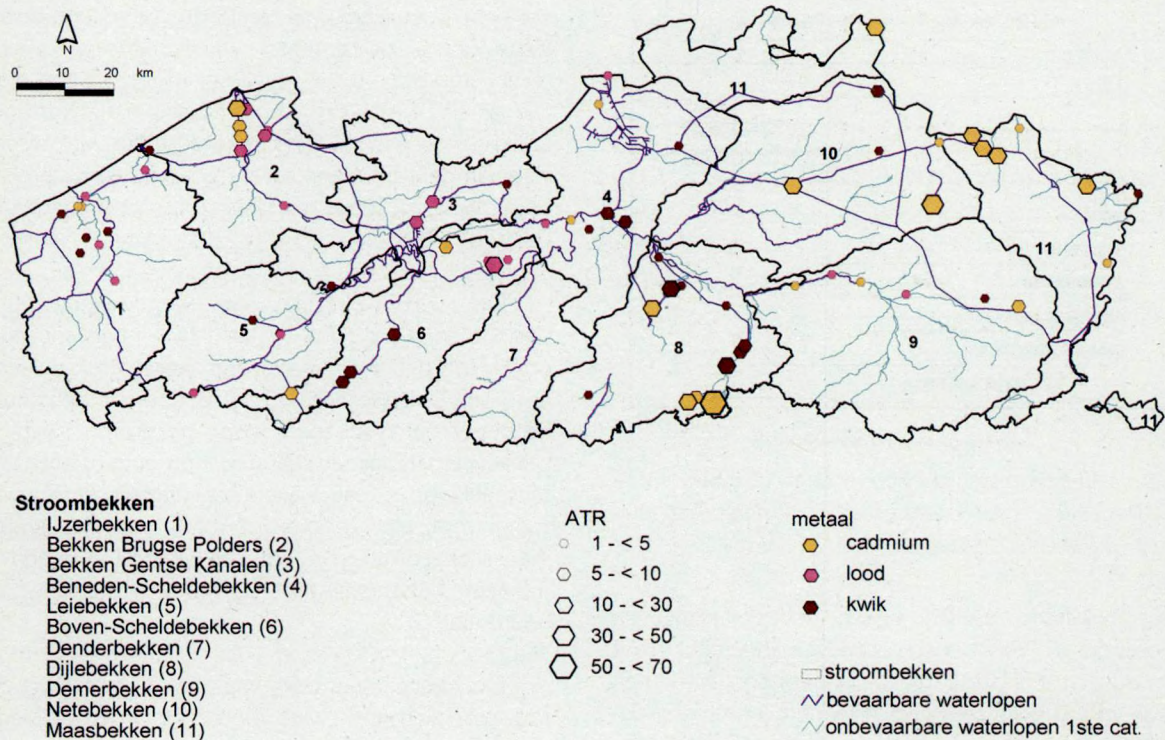 N
0 10 20 km
11
10
2
3
4
11
1
5
6
7
8
9
11
Stroombekken
IJzerbekken (1)
Bekken Brugse Polders (2)
Bekken Gentse Kanalen (3)
Beneden-Scheldebekken (4)
Leiebekken (5)
Boven-Scheldebekken (6)
Denderbekken (7)
Dijlebekken (8)
Demerbekken (9)
Netebekken (10)
Maasbekken (11)
ATR
1 - < 5
5 - < 10
10 - < 30
30 - < 50
50 - < 70
metaal
cadmium
lood
kwik
stroombekken
bevaarbare waterlopen
onbevaarbare waterlopen 1ste cat.